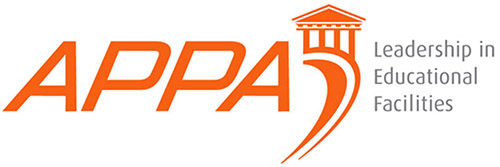 APPA
Leadership in
Educational
Facilities